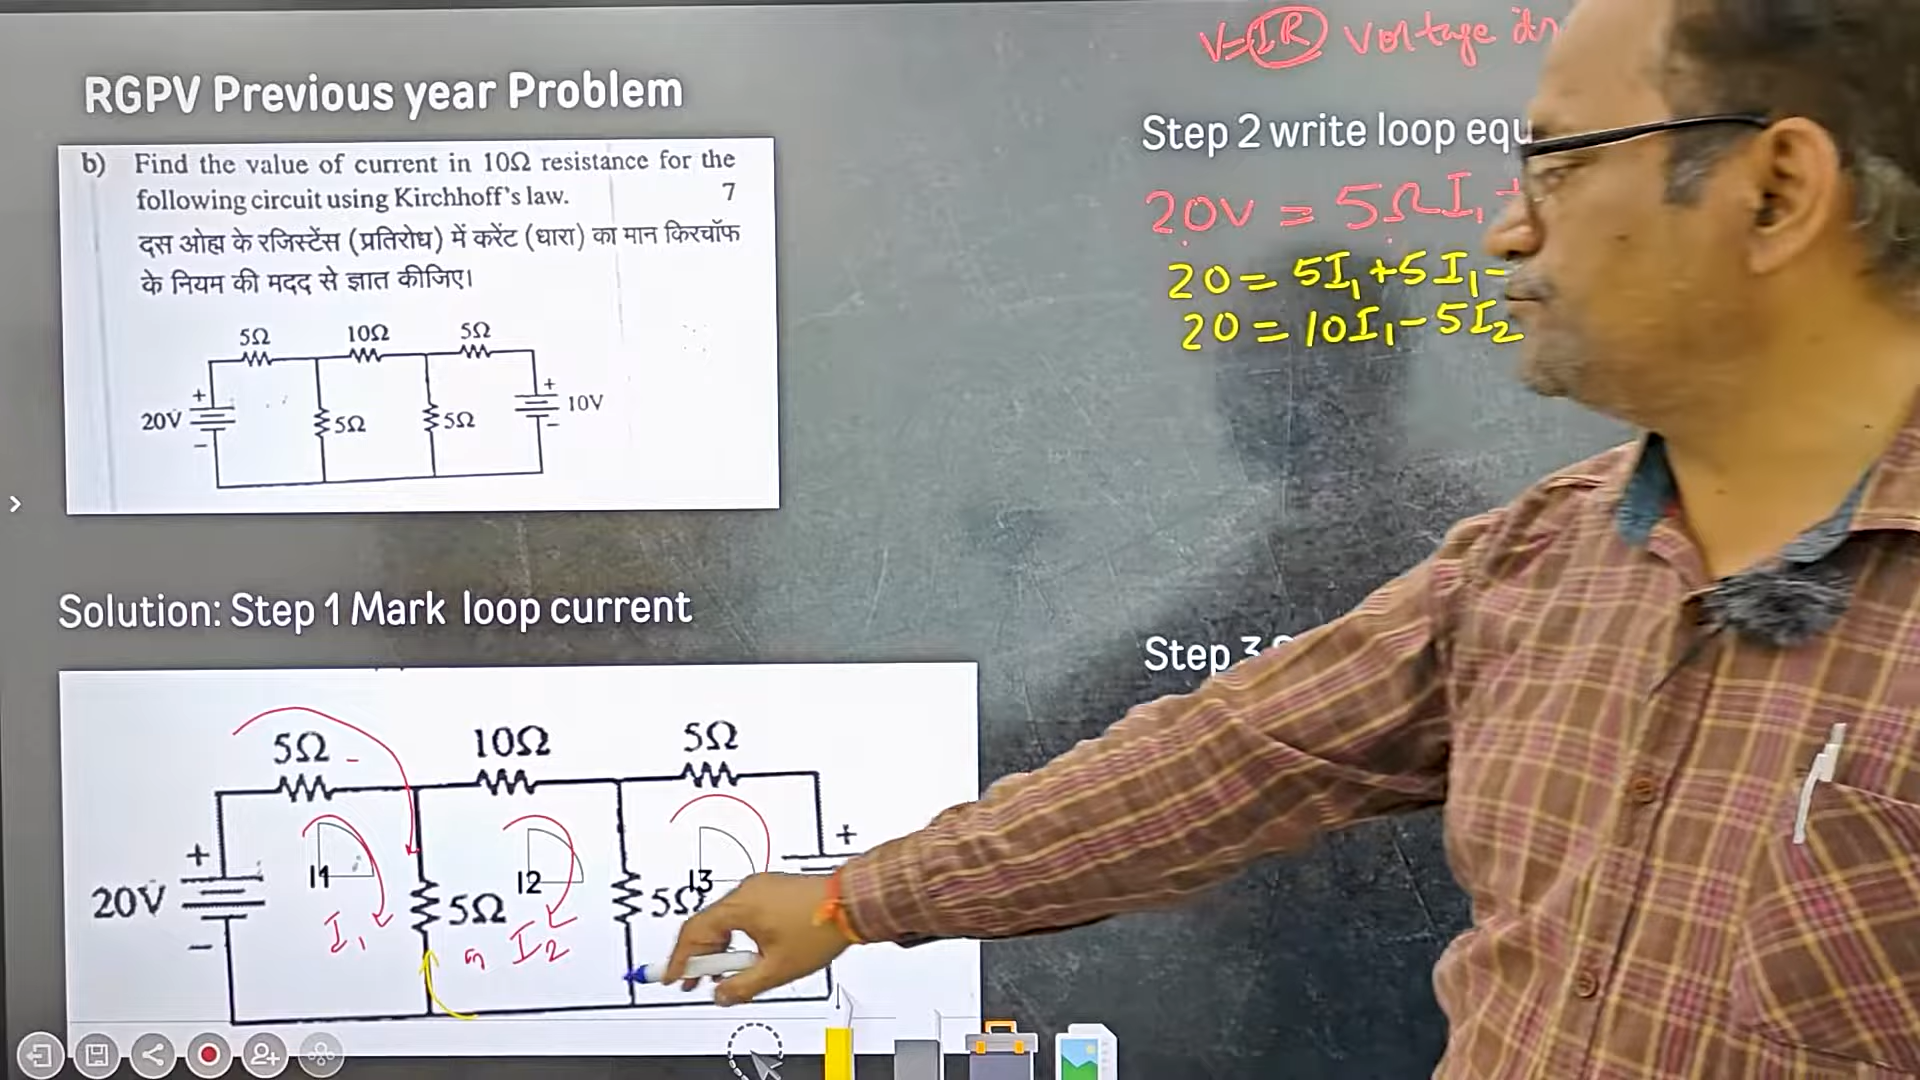 V=IR voltage
RGPV Previous year Problem
b) Find the value of current in 10Ω resistance for the
following circuit using Kirchhoff's law. 7
दस ओह्म के रजिस्टेंस (प्रतिरोध) में करेंट (धारा) का मान किरचॉफ
के नियम की मदद से ज्ञात कीजिए।
5Ω 10Ω 5Ω
+ +
20V 5Ω 5Ω 10V
− −
Step 2 write loop equ
20V = 5ΩI₁ +
20 = 5I₁+5I₁−
20 = 10I₁−5I₂
Solution: Step 1 Mark loop current
5Ω - 10Ω 5Ω
+ +
20V I1 5Ω I2 5Ω I3
− I₁ I₂
Step 3